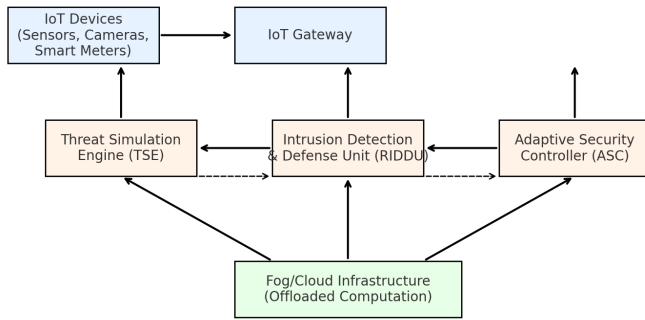 IoT Devices
(Sensors, Cameras,
Smart Meters)
IoT Gateway
Threat Simulation
Engine (TSE)
Intrusion Detection
& Defense Unit (RIDDU)
Adaptive Security
Controller (ASC)
Fog/Cloud Infrastructure
(Offloaded Computation)